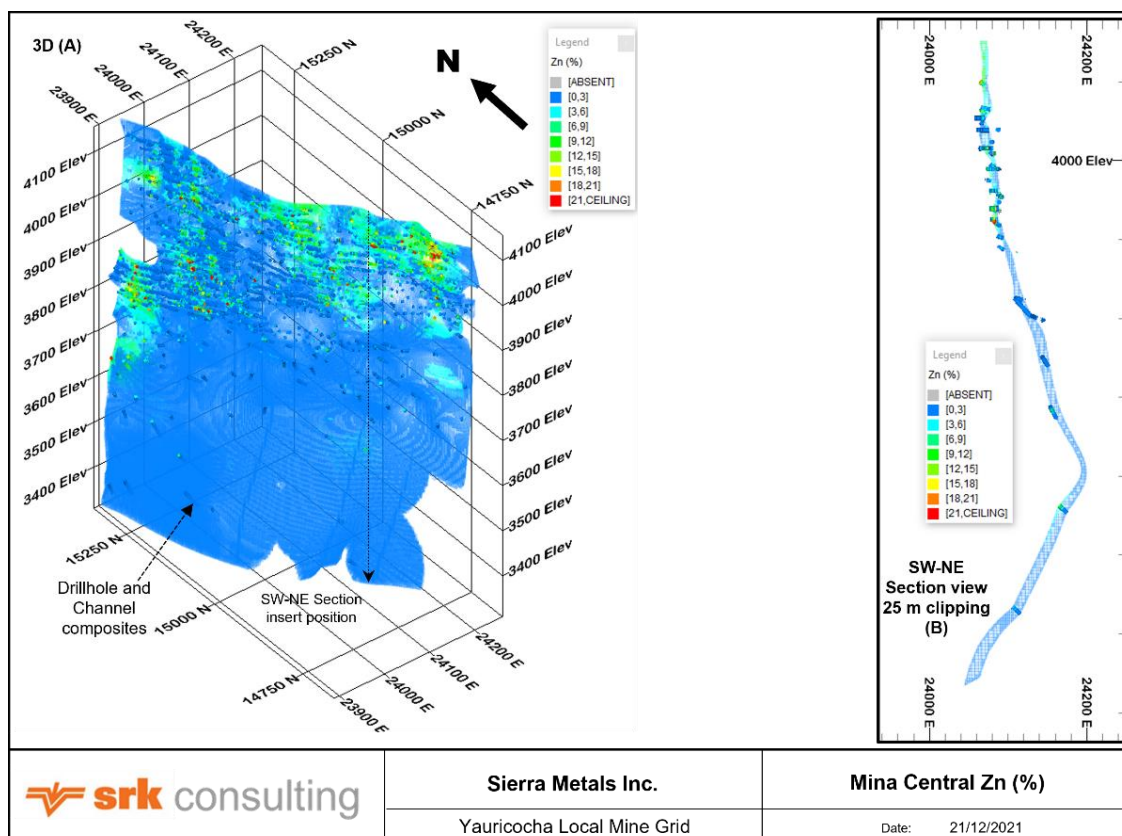 3D (A)
24200 E
24100 E
24000 E
23900 E
15250 N
15000 N
14750 N
N
Legend
Zn (%)
[ABSENT]
[0,3]
[3,6]
[6,9]
[9,12]
[12,15]
[15,18]
[18,21]
[21,CEILING]
4100 Elev
4000 Elev
3900 Elev
3800 Elev
3700 Elev
3600 Elev
3500 Elev
3400 Elev
4100 Elev
4000 Elev
3900 Elev
3800 Elev
3700 Elev
3600 Elev
3500 Elev
3400 Elev
15250 N
15000 N
14750 N
24200 E
24100 E
24000 E
23900 E
Drillhole and
Channel
composites
SW-NE Section
insert position
24000 E
24200 E
4000 Elev
Legend
Zn (%)
[ABSENT]
[0,3]
[3,6]
[6,9]
[9,12]
[12,15]
[15,18]
[18,21]
[21,CEILING]
SW-NE
Section view
25 m clipping
(B)
24000 E
24200 E
srk consulting
Sierra Metals Inc.
Yauricocha Local Mine Grid
Mina Central Zn (%)
Date: 21/12/2021